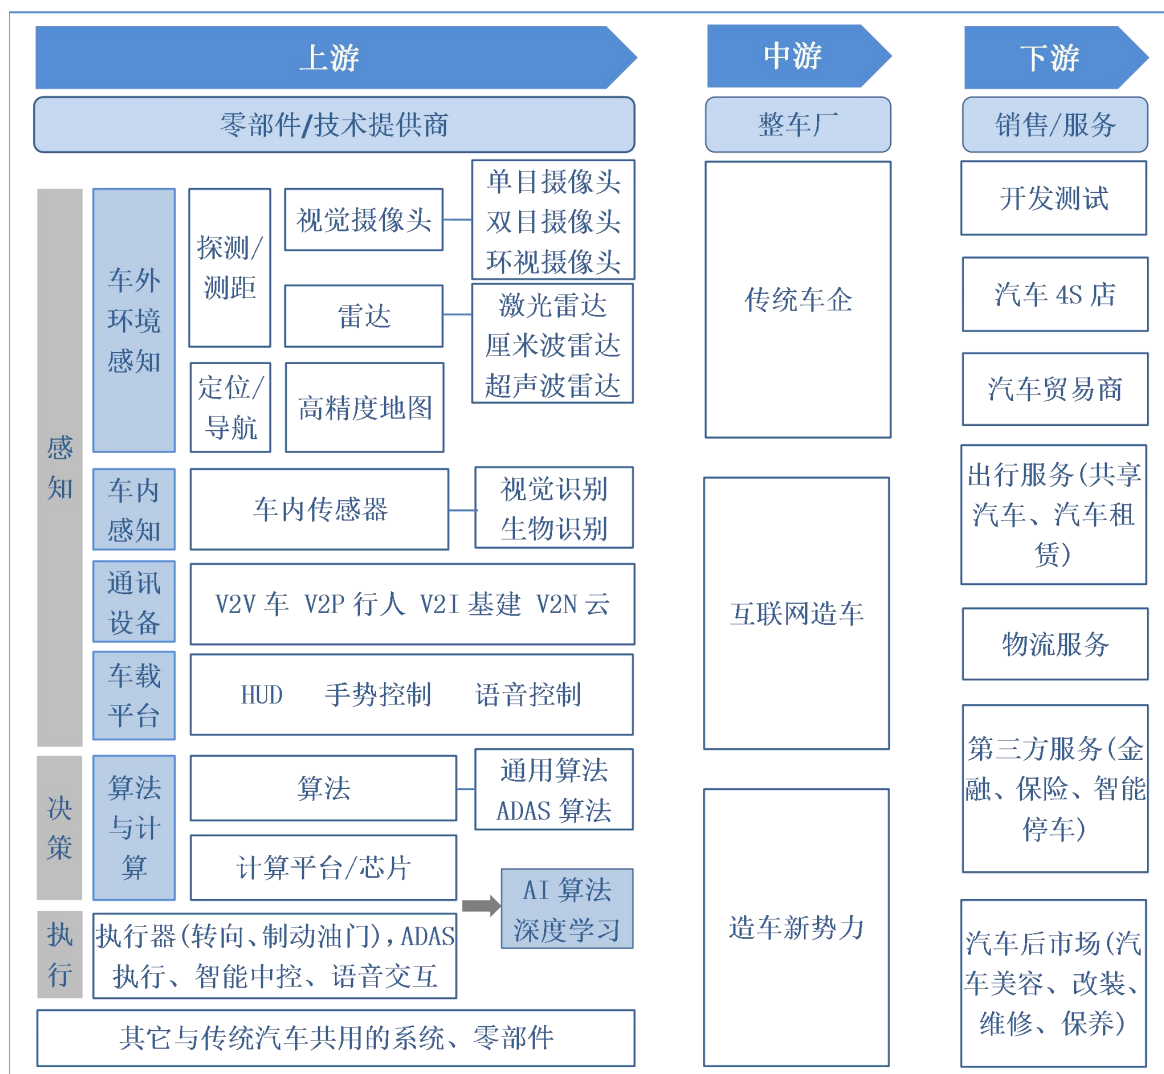 上游
零部件/技术提供商
感
知
车外
环境
感知
探测/
测距
视觉摄像头
单目摄像头
双目摄像头
环视摄像头
雷达
激光雷达
厘米波雷达
超声波雷达
定位/
导航
高精度地图
车内
感知
车内传感器
视觉识别
生物识别
通讯
设备
V2V 车 V2P 行人 V2I 基建 V2N 云
车载
平台
HUD 手势控制 语音控制
决
策
算法
与计
算
算法
通用算法
ADAS 算法
计算平台/芯片
AI 算法
深度学习
执
行
执行器(转向、制动油门),ADAS
执行、智能中控、语音交互
其它与传统汽车共用的系统、零部件
中游
整车厂
传统车企
互联网造车
造车新势力
下游
销售/服务
开发测试
汽车 4S 店
汽车贸易商
出行服务(共享
汽车、汽车租
赁)
物流服务
第三方服务(金
融、保险、智能
停车)
汽车后市场(汽
车美容、改装、
维修、保养)